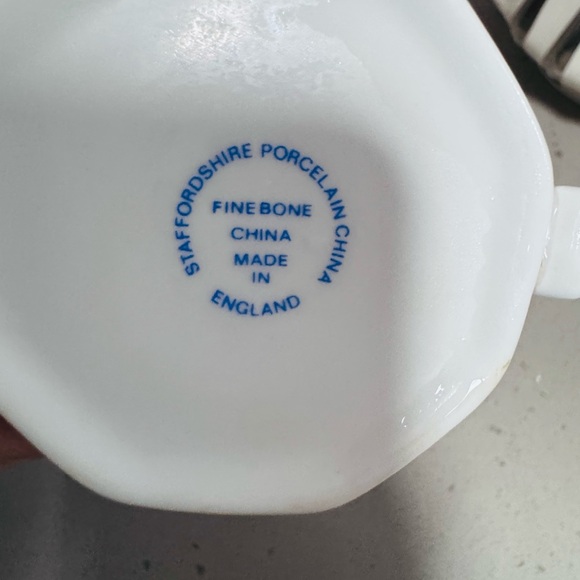 STAFFORDSHIRE PORCELAIN CHINA
FINE BONE
CHINA
MADE
IN
ENGLAND